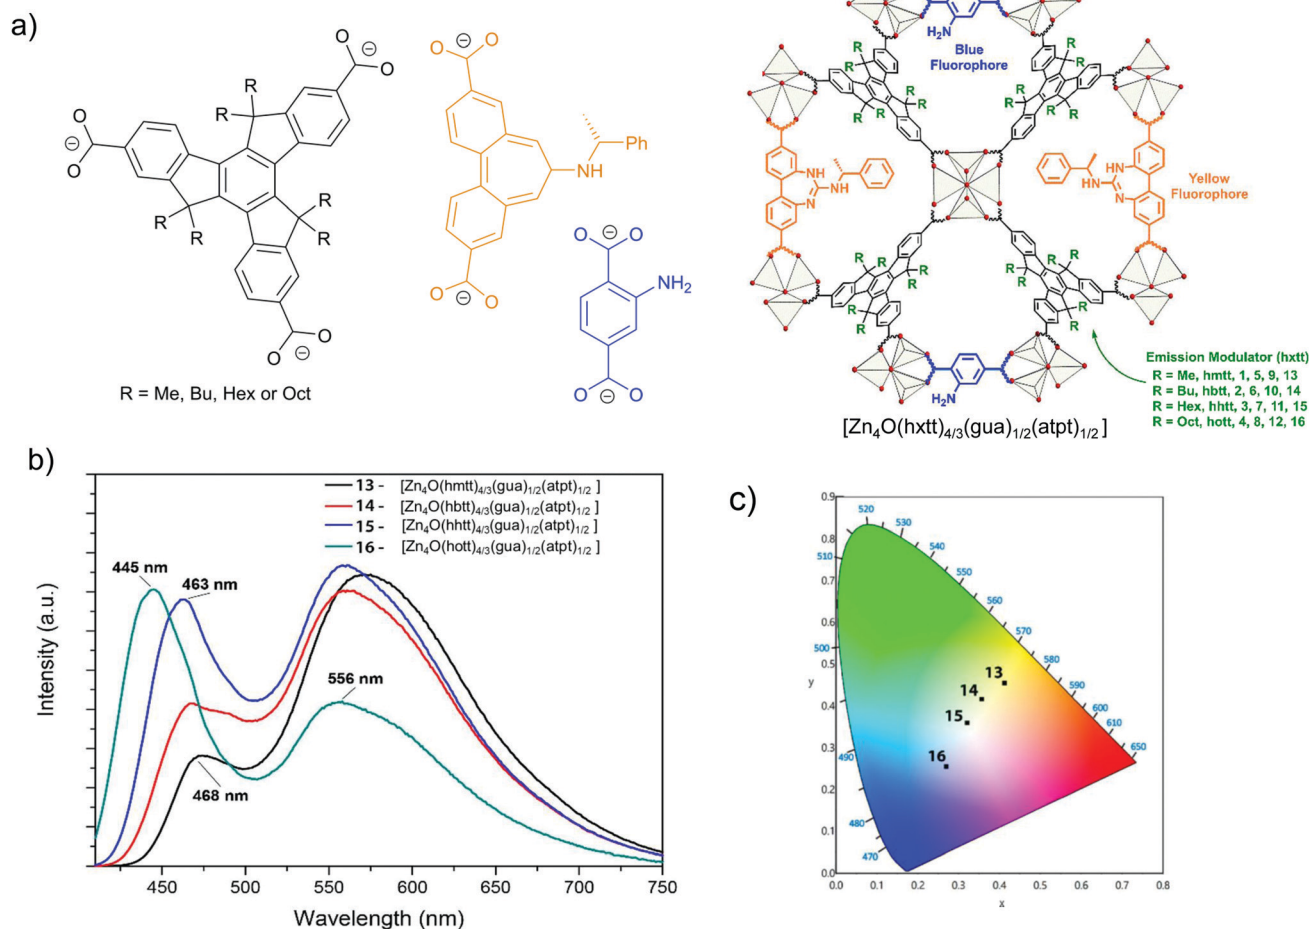 a)
O
⊖
O
R
R
O
⊖
O
R
R
R
R
O
⊖
O
R = Me, Bu, Hex or Oct
⊖
O
O
NH
Ph
O
⊖
O
O
⊖
O
NH2
O
⊖
O
H2N
Blue
Fluorophore
R R R R
R R R R
NH
HN
N
HN
HN
N
Yellow
Fluorophore
R R R R
R R R R
H2N
Emission Modulator (hxtt)
R = Me, hmtt, 1, 5, 9, 13
R = Bu, hbtt, 2, 6, 10, 14
R = Hex, hhtt, 3, 7, 11, 15
R = Oct, hott, 4, 8, 12, 16
[Zn4O(hxtt)4/3(gua)1/2(atpt)1/2 ]
b)
13 - [Zn4O(hmtt)4/3(gua)1/2(atpt)1/2 ]
14 - [Zn4O(hbtt)4/3(gua)1/2(atpt)1/2 ]
15 - [Zn4O(hhtt)4/3(gua)1/2(atpt)1/2 ]
16 - [Zn4O(hott)4/3(gua)1/2(atpt)1/2 ]
445 nm
463 nm
556 nm
468 nm
Intensity (a.u.)
450 500 550 600 650 700 750
Wavelength (nm)
c)
0.9
520
530
0.7
510
540
550
560
0.6
570
500
0.5
580
13
y
590
14
0.4
600
15
610
0.3
650
490
16
0.2
480
0.1
470
0.0
0.0 0.1 0.2 0.3 0.4 0.5 0.6 0.7 0.8
x